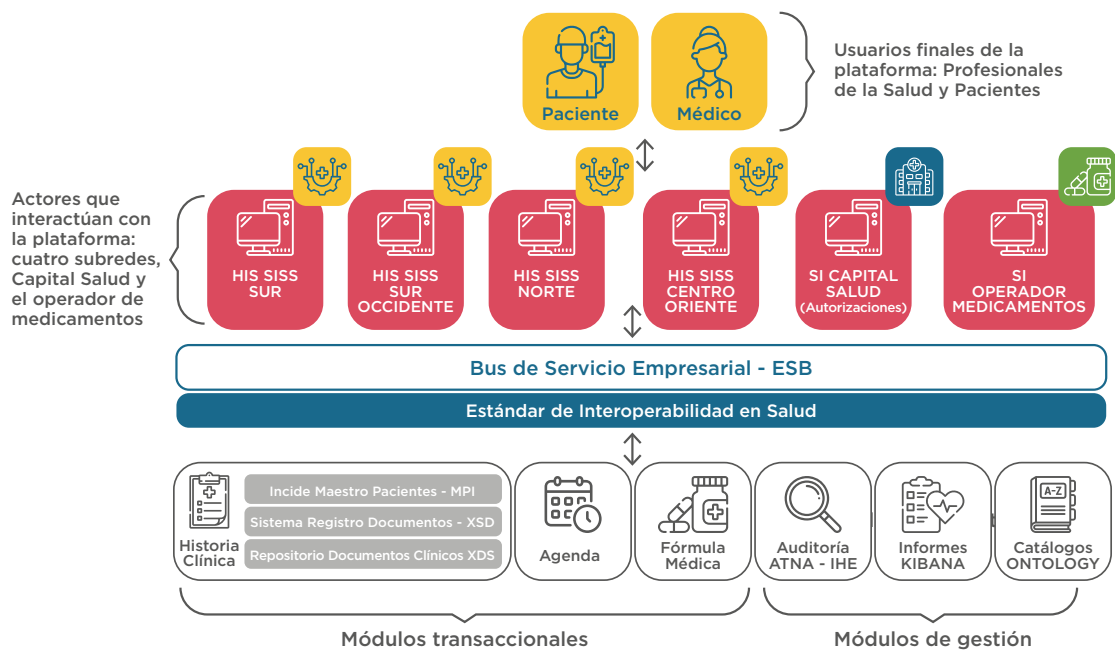 Paciente
Médico
Usuarios finales de la
plataforma: Profesionales
de la Salud y Pacientes
Actores que
interactúan con
la plataforma:
cuatro subredes,
Capital Salud y
el operador de
medicamentos
HIS SISS
SUR
HIS SISS
SUR
OCCIDENTE
HIS SISS
NORTE
HIS SISS
CENTRO
ORIENTE
SI CAPITAL
SALUD
(Autorizaciones)
SI
OPERADOR
MEDICAMENTOS
Bus de Servicio Empresarial - ESB
Estándar de Interoperabilidad en Salud
Historia
Clínica
Incide Maestro Pacientes - MPI
Sistema Registro Documentos - XSD
Repositorio Documentos Clínicos XDS
Agenda
Fórmula
Médica
Auditoría
ATNA - IHE
Informes
KIBANA
A-Z
Catálogos
ONTOLOGY
Módulos transaccionales
Módulos de gestión